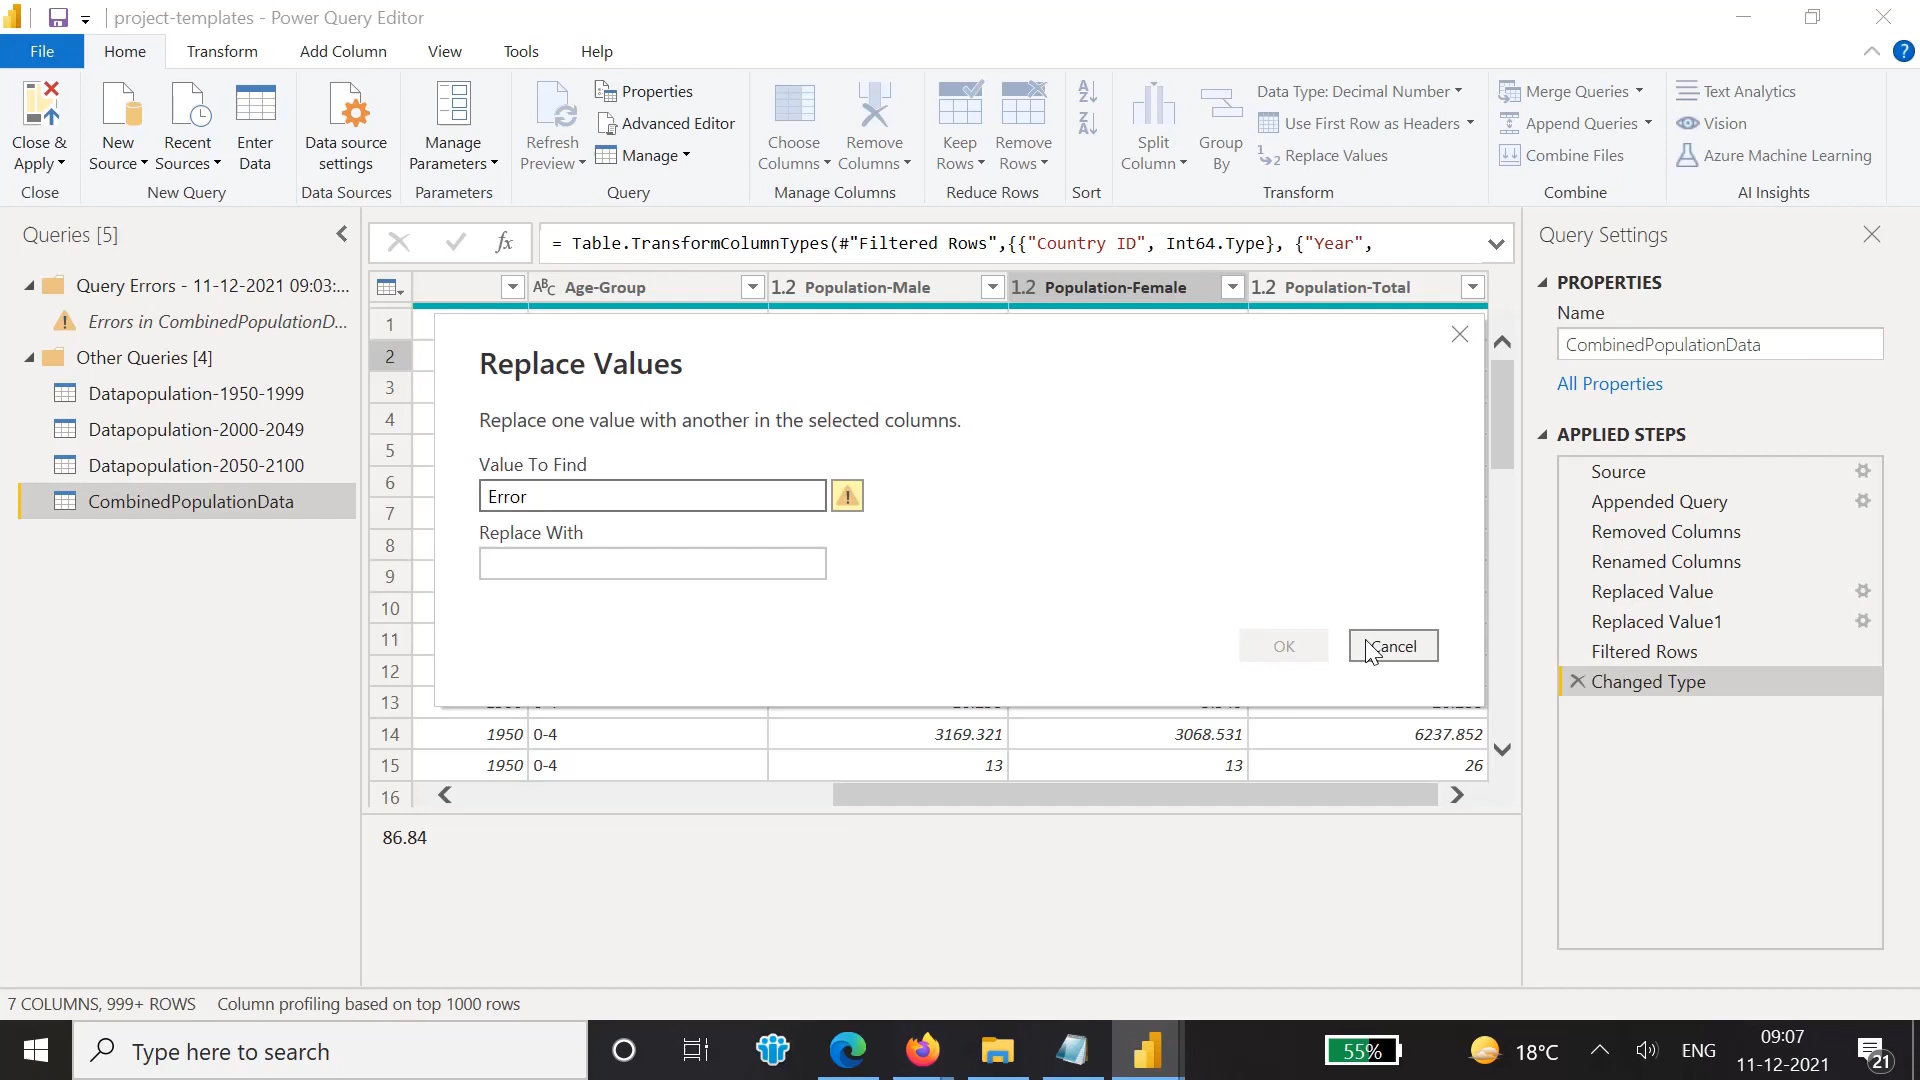 project-templates - Power Query Editor
File Home Transform Add Column View Tools Help
Close & Apply
Close
New Source
Recent Sources
Enter Data
New Query
Data source settings
Data Sources
Manage Parameters
Parameters
Refresh Preview
Properties
Advanced Editor
Manage
Query
Choose Columns
Remove Columns
Manage Columns
Keep Rows
Remove Rows
Reduce Rows
Sort
Split Column
Group By
Data Type: Decimal Number
Use First Row as Headers
Replace Values
Transform
Merge Queries
Append Queries
Combine Files
Combine
Text Analytics
Vision
Azure Machine Learning
AI Insights
Queries [5]
Query Errors - 11-12-2021 09:03:...
Errors in CombinedPopulationD...
Other Queries [4]
Datapopulation-1950-1999
Datapopulation-2000-2049
Datapopulation-2050-2100
CombinedPopulationData
fx = Table.TransformColumnTypes(#"Filtered Rows",{{"Country ID", Int64.Type}, {"Year",
ABC Age-Group 1.2 Population-Male 1.2 Population-Female 1.2 Population-Total
1
2
3
4
5
6
7
8
9
10
11
12
13
Replace Values
Replace one value with another in the selected columns.
Value To Find
Error
Replace With
OK Cancel
14 1950 0-4 3169.321 3068.531 6237.852
15 1950 0-4 13 13 26
16
86.84
Query Settings
PROPERTIES
Name
CombinedPopulationData
All Properties
APPLIED STEPS
Source
Appended Query
Removed Columns
Renamed Columns
Replaced Value
Replaced Value1
Filtered Rows
Changed Type
7 COLUMNS, 999+ ROWS Column profiling based on top 1000 rows
Type here to search
55%
18°C
ENG
09:07
11-12-2021
21